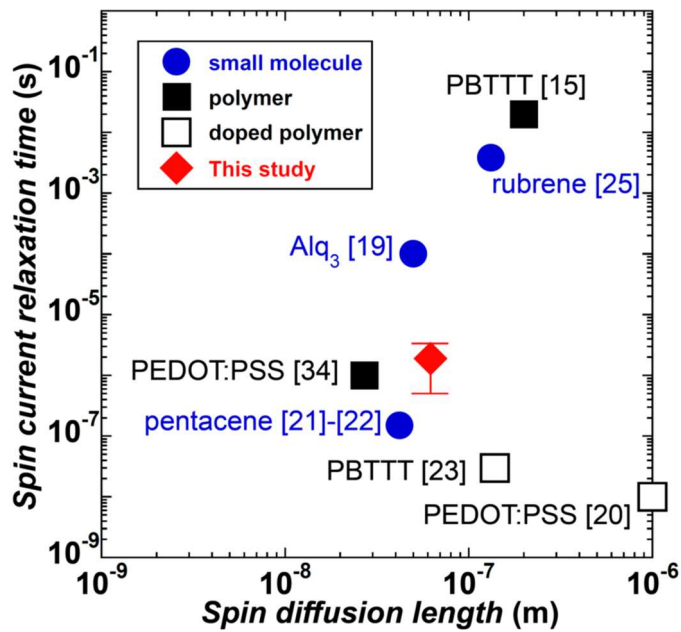 small molecule
polymer
doped polymer
This study
PBTTT [15]
rubrene [25]
Alq₃ [19]
PEDOT:PSS [34]
pentacene [21]-[22]
PBTTT [23]
PEDOT:PSS [20]
Spin current relaxation time (s)
10⁻¹
10⁻³
10⁻⁵
10⁻⁷
10⁻⁹
10⁻⁹
10⁻⁸
10⁻⁷
10⁻⁶
Spin diffusion length (m)